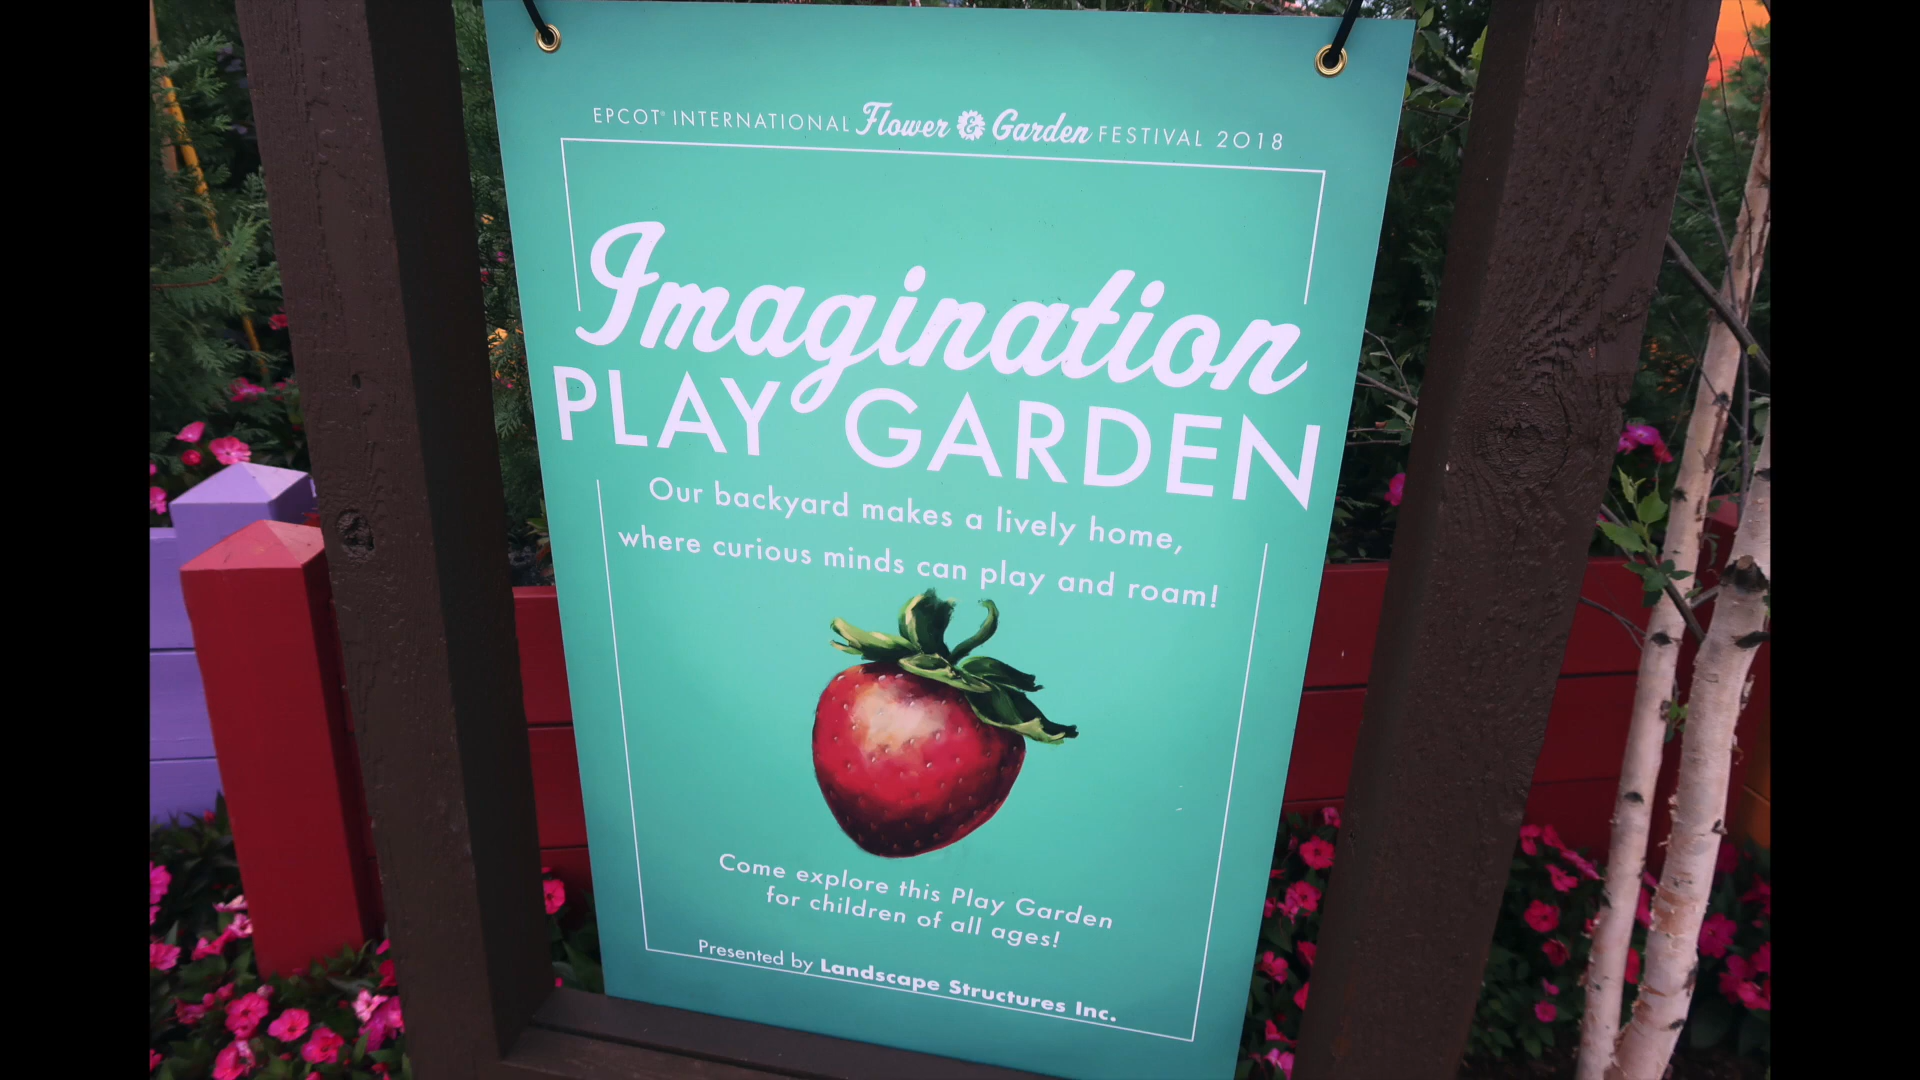 EPCOT® INTERNATIONAL Flower & Garden FESTIVAL 2018
Imagination
PLAY GARDEN
Our backyard makes a lively home,
where curious minds can play and roam!
Come explore this Play Garden
for children of all ages!
Presented by Landscape Structures Inc.